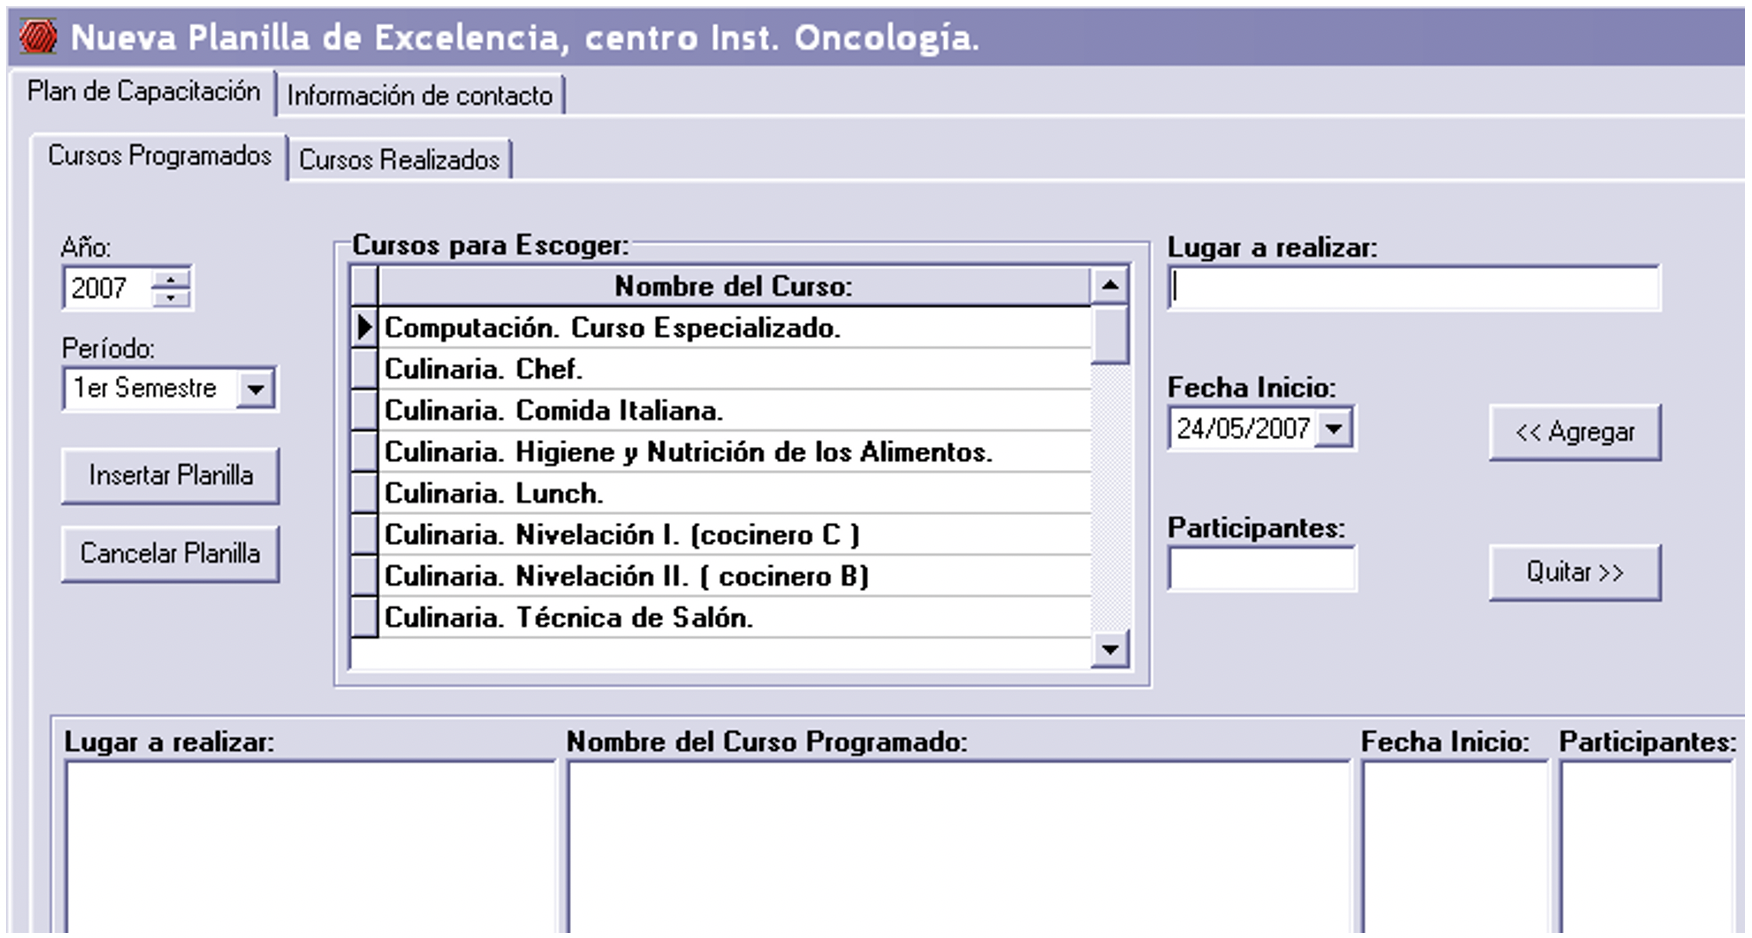 Nueva Planilla de Excelencia, centro Inst. Oncología.
Plan de Capacitación
Información de contacto
Cursos Programados
Cursos Realizados
Año:
2007
Período:
1er Semestre
Insertar Planilla
Cancelar Planilla
Cursos para Escoger:
Nombre del Curso:
Computación. Curso Especializado.
Culinaria. Chef.
Culinaria. Comida Italiana.
Culinaria. Higiene y Nutrición de los Alimentos.
Culinaria. Lunch.
Culinaria. Nivelación I. (cocinero C )
Culinaria. Nivelación II. ( cocinero B)
Culinaria. Técnica de Salón.
Lugar a realizar:
Fecha Inicio:
24/05/2007
<< Agregar
Participantes:
Quitar >>
Lugar a realizar:
Nombre del Curso Programado:
Fecha Inicio:
Participantes: